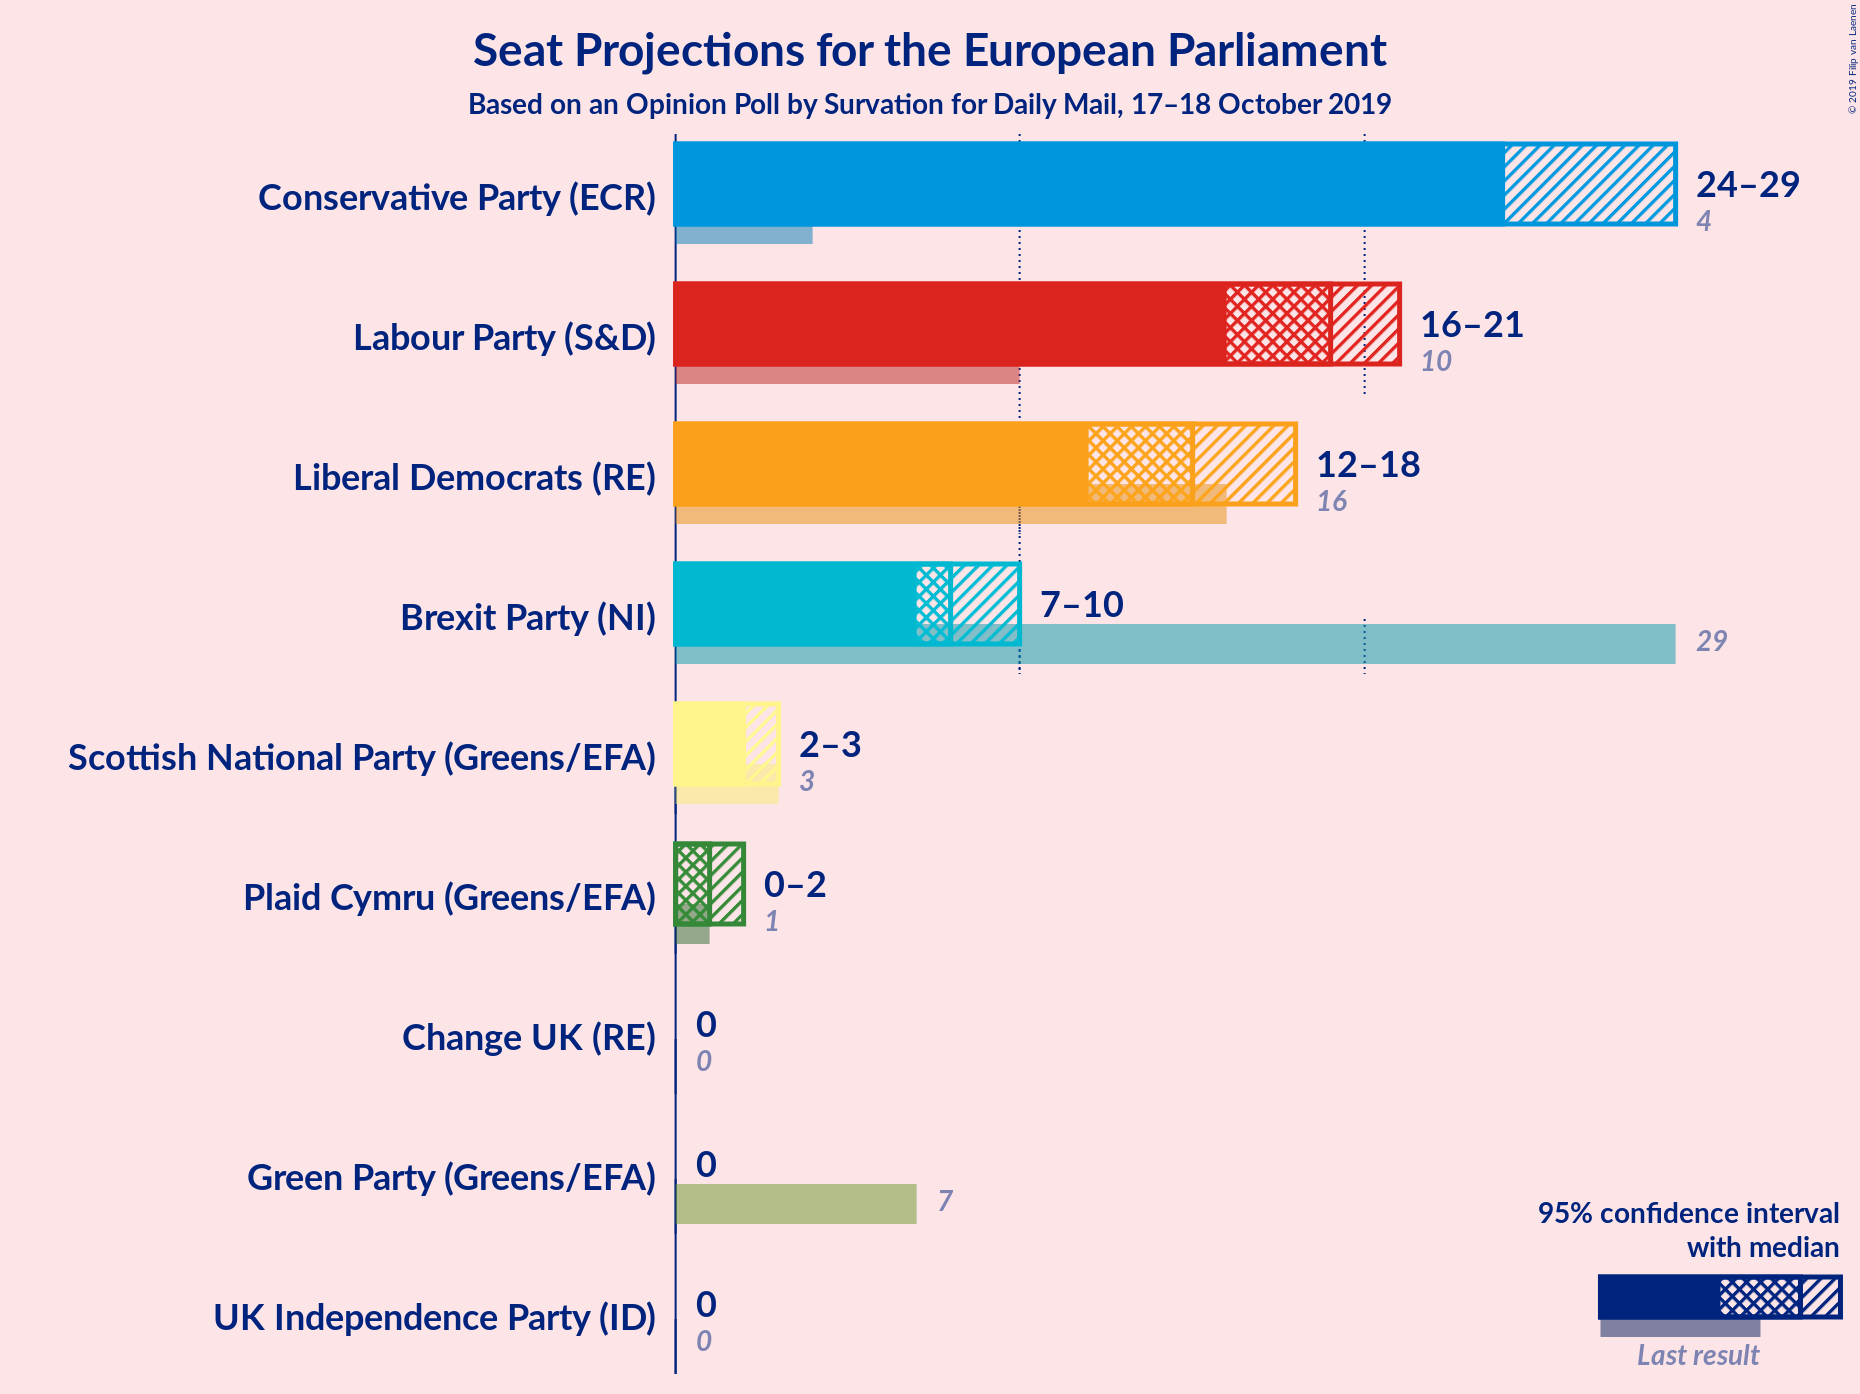 Seat Projections for the European Parliament
Based on an Opinion Poll by Survation for Daily Mail, 17–18 October 2019
© 2019 Filip van Laenen
Conservative Party (ECR)
24–29
4
Labour Party (S&D)
16–21
10
Liberal Democrats (RE)
12–18
16
Brexit Party (NI)
7–10
29
Scottish National Party (Greens/EFA)
2–3
3
Plaid Cymru (Greens/EFA)
0–2
1
Change UK (RE)
0
0
Green Party (Greens/EFA)
0
7
UK Independence Party (ID)
0
0
95% confidence interval
with median
Last result